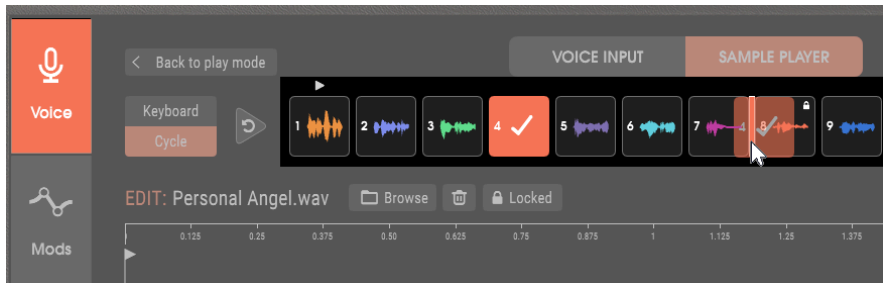 VOICE INPUT
SAMPLE PLAYER
Back to play mode
Voice
Keyboard
Cycle
1 2 3 4 5 6 7 4 8 9
EDIT: Personal Angel.wav Browse Locked
0.125 0.25 0.375 0.50 0.625 0.75 0.875 1 1.125 1.25 1.375
Mods